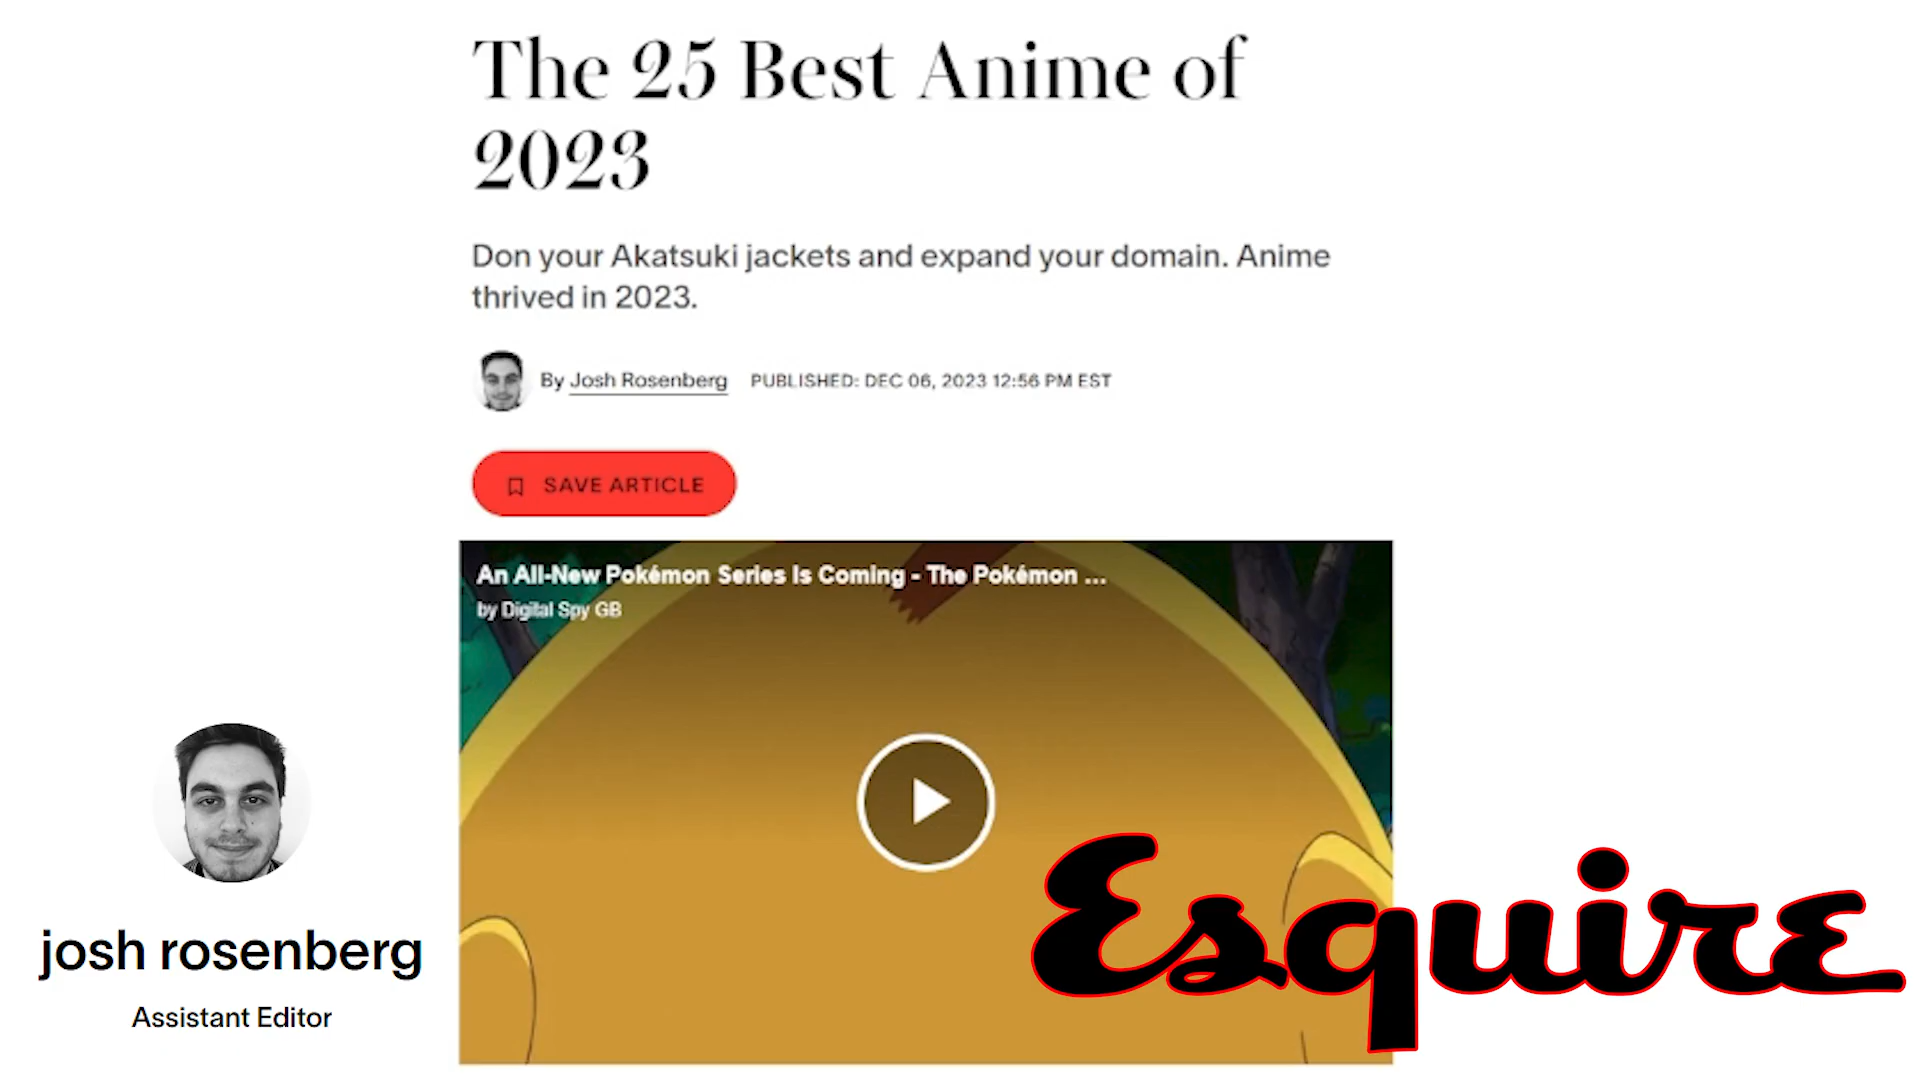 The 25 Best Anime of
2023
Don your Akatsuki jackets and expand your domain. Anime
thrived in 2023.
By Josh Rosenberg PUBLISHED: DEC 06, 2023 12:56 PM EST
SAVE ARTICLE
An All-New Pokémon Series Is Coming - The Pokémon ...
by Digital Spy GB
Esquire
josh rosenberg
Assistant Editor